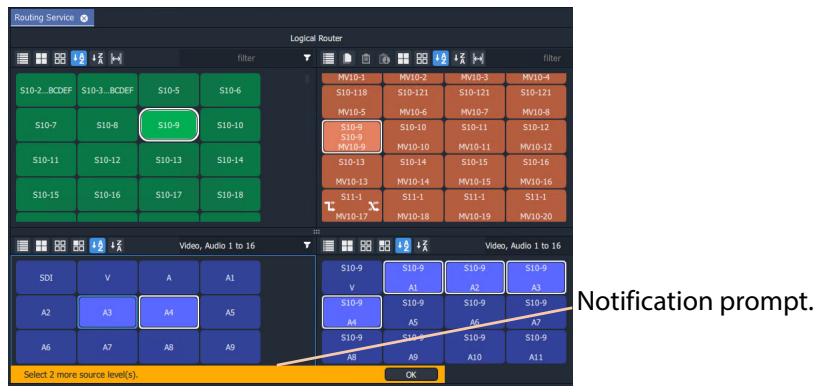 Routing Service
Logical Router
filter
filter
S10-2...BCDEF S10-3...BCDEF S10-5 S10-6
S10-7 S10-8 S10-9 S10-10
S10-11 S10-12 S10-13 S10-14
S10-15 S10-16 S10-17 S10-18
MV10-1 MV10-2 MV10-3 MV10-4
S10-118 S10-121 S10-121 S10-121
MV10-5 MV10-6 MV10-7 MV10-8
S10-9 S10-10 S10-11 S10-12
S10-9
MV10-9 MV10-10 MV10-11 MV10-12
S10-13 S10-14 S10-15 S10-16
MV10-13 MV10-14 MV10-15 MV10-16
S11-1 S11-1 S11-1 S11-1
MV10-17 MV10-18 MV10-19 MV10-20
Video, Audio 1 to 16
Video, Audio 1 to 16
SDI V A A1
A2 A3 A4 A5
A6 A7 A8 A9
S10-9 S10-9 S10-9 S10-9
V A1 A2 A3
S10-9 S10-9 S10-9 S10-9
A4 A5 A6 A7
S10-9 S10-9 S10-9 S10-9
A8 A9 A10 A11
Select 2 more source level(s).
OK
Notification prompt.